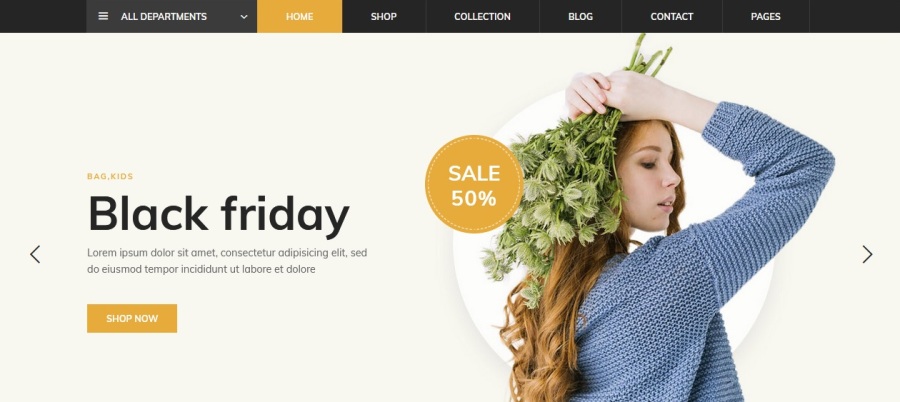 ALL DEPARTMENTS
HOME
SHOP
COLLECTION
BLOG
CONTACT
PAGES
SALE
50%
BAG,KIDS
Black friday
Lorem ipsum dolor sit amet, consectetur adipisicing elit, sed
do eiusmod tempor incididunt ut labore et dolore
SHOP NOW